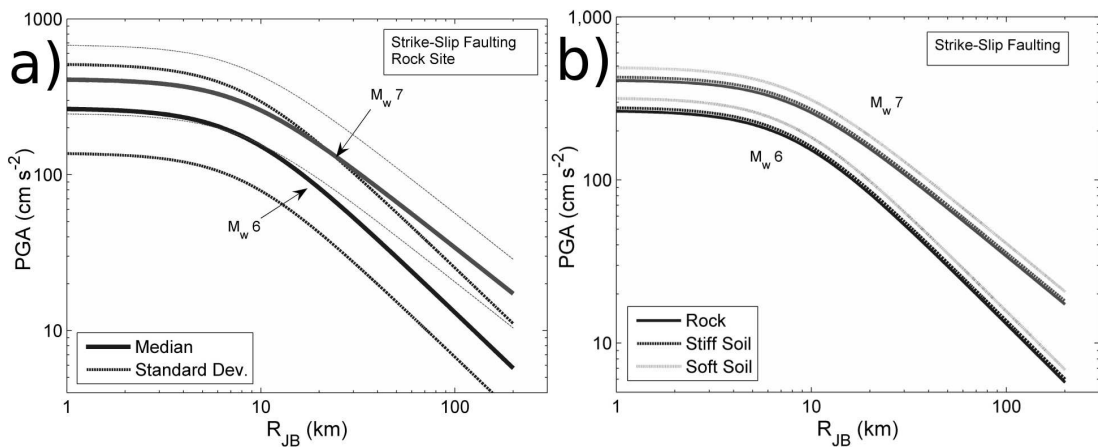 a)
1000
100
10
PGA (cm s⁻²)
Strike-Slip Faulting
Rock Site
Mw 7
Mw 6
Median
Standard Dev.
1 10 100
RJB (km)
b)
1,000
100
10
PGA (cm s⁻²)
Strike-Slip Faulting
Mw 7
Mw 6
Rock
Stiff Soil
Soft Soil
1 10 100
RJB (km)